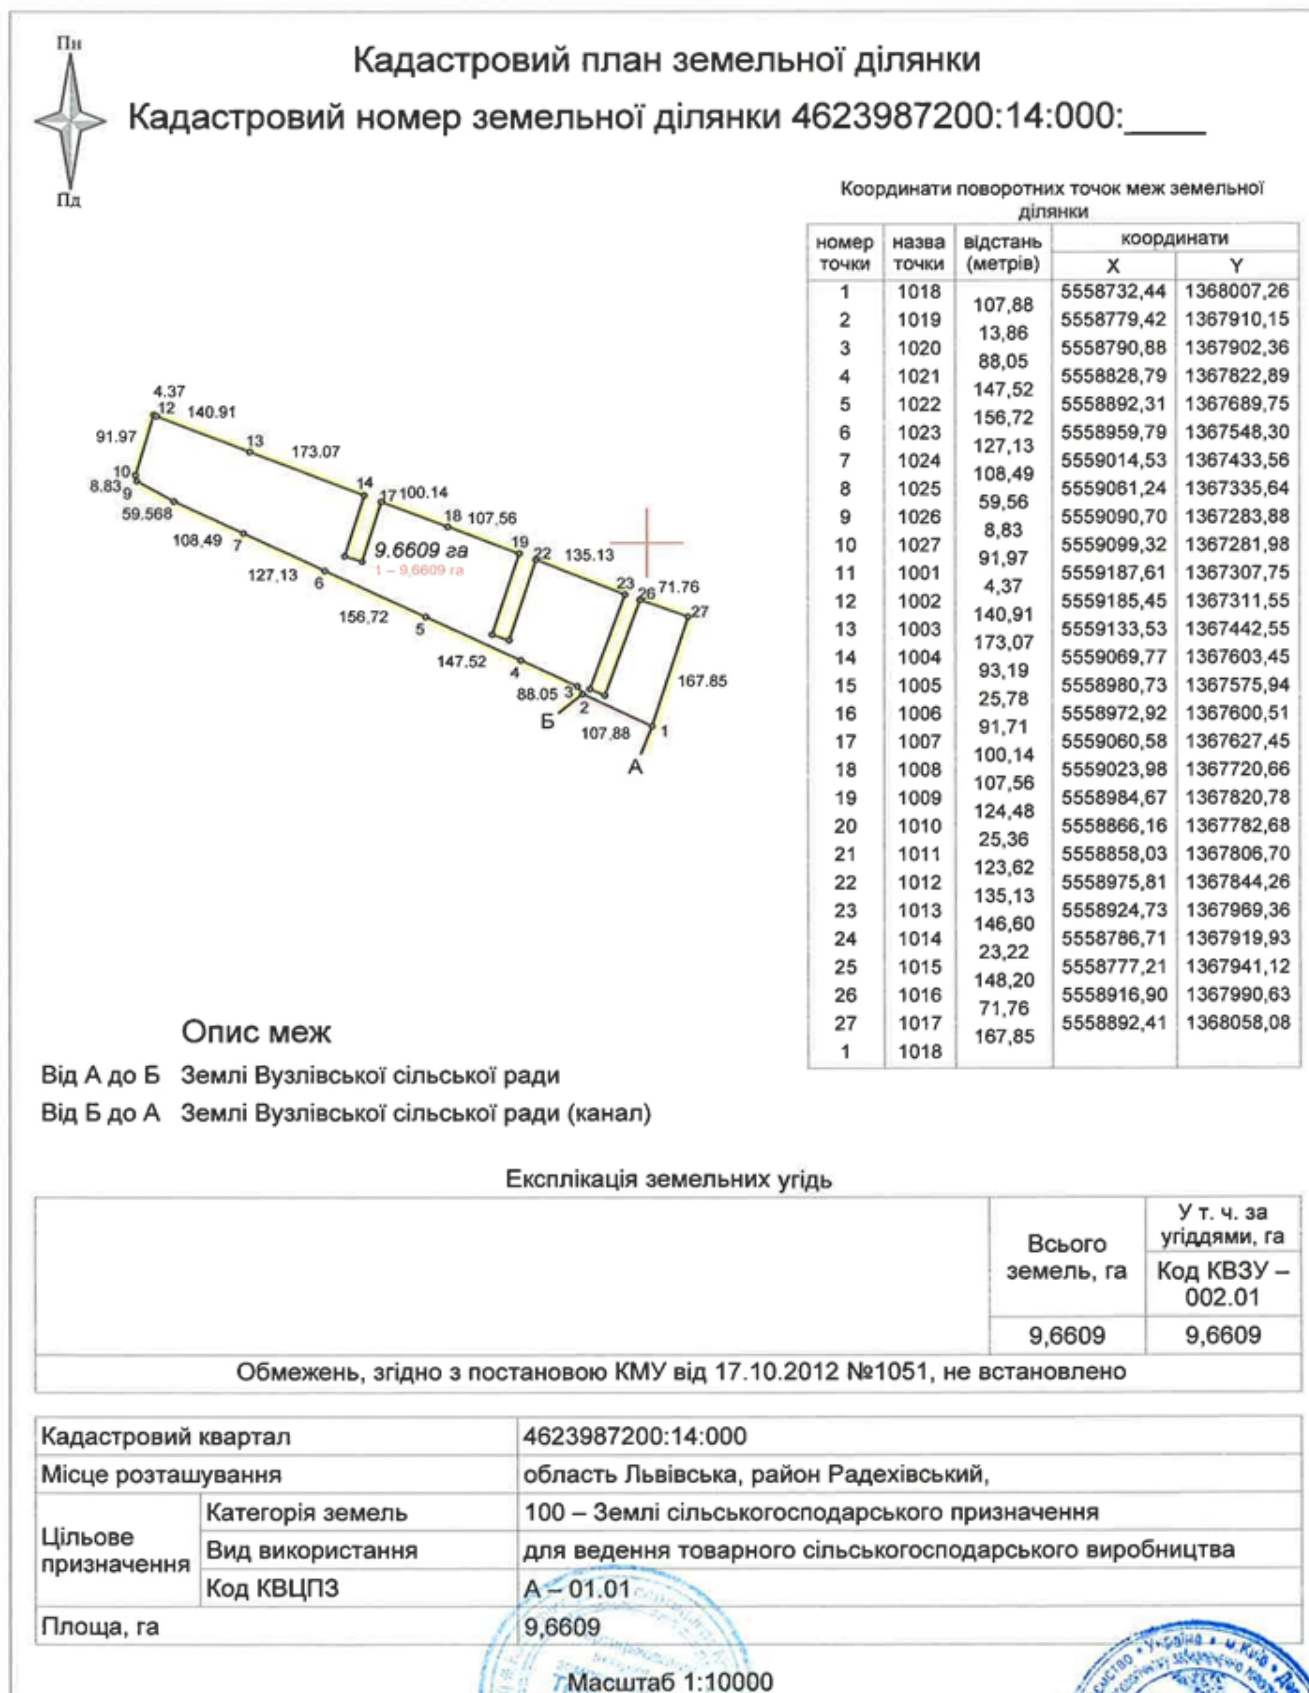 Пн
Пд
Кадастровий план земельної ділянки
Кадастровий номер земельної ділянки 4623987200:14:000:____
Координати поворотних точок меж земельної
ділянки
номер точки назва точки відстань (метрів) координати
X Y
1 1018 5558732,44 1368007,26
107,88
2 1019 5558779,42 1367910,15
13,86
3 1020 5558790,88 1367902,36
88,05
4 1021 5558828,79 1367822,89
147,52
5 1022 5558892,31 1367689,75
156,72
6 1023 5558959,79 1367548,30
127,13
7 1024 5559014,53 1367433,56
108,49
8 1025 5559061,24 1367335,64
59,56
9 1026 5559090,70 1367283,88
8,83
10 1027 5559099,32 1367281,98
91,97
11 1001 5559187,61 1367307,75
4,37
12 1002 5559185,45 1367311,55
140,91
13 1003 5559133,53 1367442,55
173,07
14 1004 5559069,77 1367603,45
93,19
15 1005 5558980,73 1367575,94
25,78
16 1006 5558972,92 1367600,51
91,71
17 1007 5559060,58 1367627,45
100,14
18 1008 5559023,98 1367720,66
107,56
19 1009 5558984,67 1367820,78
124,48
20 1010 5558866,16 1367782,68
25,36
21 1011 5558858,03 1367806,70
123,62
22 1012 5558975,81 1367844,26
135,13
23 1013 5558924,73 1367969,36
146,60
24 1014 5558786,71 1367919,93
23,22
25 1015 5558777,21 1367941,12
148,20
26 1016 5558916,90 1367990,63
71,76
27 1017 5558892,41 1368058,08
167,85
1 1018
4.37
12 140.91
91.97
13
173.07
10
8.83
9
14
17 100.14
59.568
18 107,56
108,49 7
9.6609 га
1 – 9,6609 га
19
22 135.13
127,13 6
23
26 71.76
27
156,72 5
147.52 4
167.85
88.05 3
2
Б
107,88 1
А
Опис меж
Від А до Б Землі Вузлівської сільської ради
Від Б до А Землі Вузлівської сільської ради (канал)
Експлікація земельних угідь
Всього
земель, га
У т. ч. за
угіддями, га
Код КВЗУ –
002.01
9,6609 9,6609
Обмежень, згідно з постановою КМУ від 17.10.2012 №1051, не встановлено
Кадастровий квартал 4623987200:14:000
Місце розташування область Львівська, район Радехівський,
Цільове
призначення
Категорія земель 100 – Землі сільськогосподарського призначення
Вид використання для ведення товарного сільськогосподарського виробництва
Код КВЦПЗ А – 01.01
Площа, га 9,6609
Масштаб 1:10000
Україна * м.Київ *